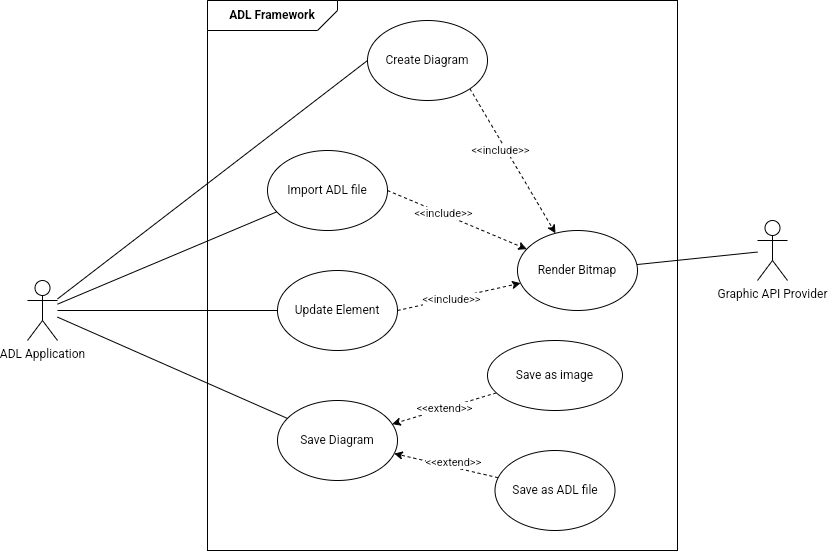 ADL Framework
Create Diagram
<<include>>
Import ADL file
<<include>>
Render Bitmap
Graphic API Provider
Update Element
<<include>>
ADL Application
Save as image
<<extend>>
Save Diagram
<<extend>>
Save as ADL file